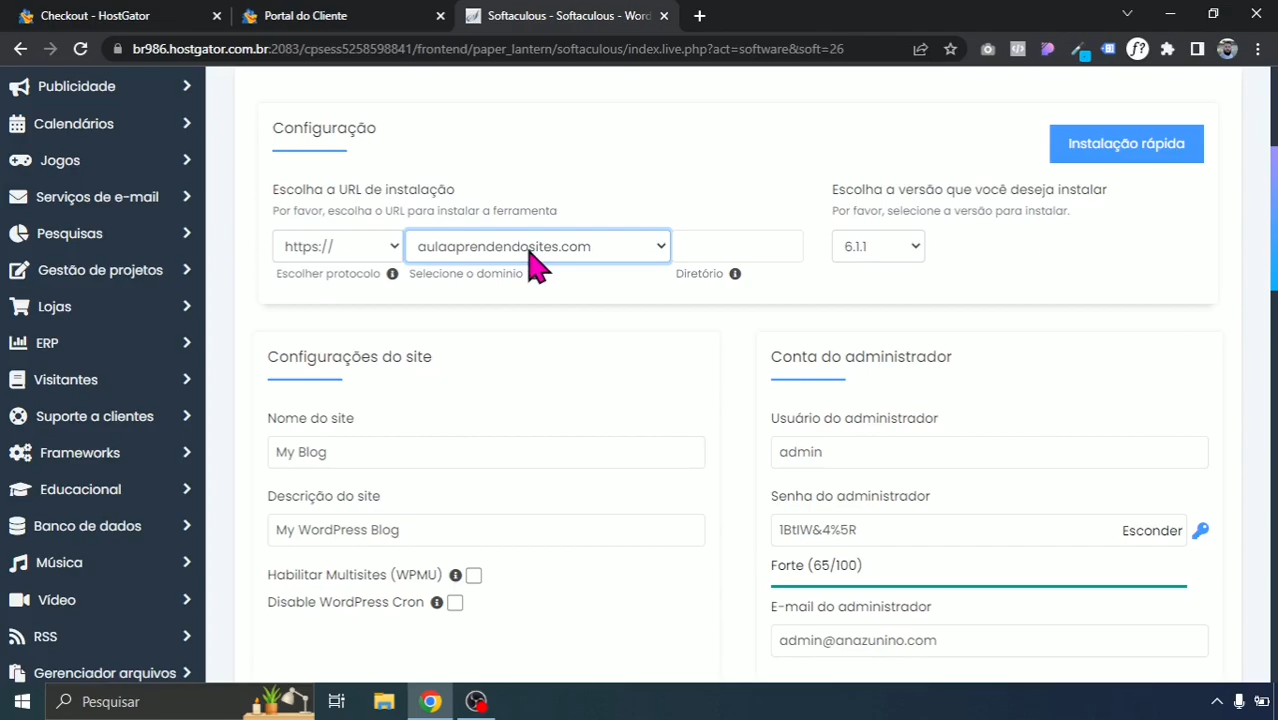 Checkout - HostGator
Portal do Cliente
Softaculous - Softaculous - Word
br986.hostgator.com.br:2083/cpsess5258598841/frontend/paper_lantern/softaculous/index.live.php?act=software&soft=26
f?
Publicidade
Calendários
Jogos
Serviços de e-mail
Pesquisas
Gestão de projetos
Lojas
ERP
Visitantes
Suporte a clientes
Frameworks
Educacional
Banco de dados
Música
Vídeo
RSS
Gerenciador arquivos
Configuração
Instalação rápida
Escolha a URL de instalação
Por favor, escolha o URL para instalar a ferramenta
https://
aulaaprendendosites.com
Escolher protocolo
Selecione o domínio
Diretório
Escolha a versão que você deseja instalar
Por favor, selecione a versão para instalar.
6.1.1
Configurações do site
Nome do site
My Blog
Descrição do site
My WordPress Blog
Habilitar Multisites (WPMU)
Disable WordPress Cron
Conta do administrador
Usuário do administrador
admin
Senha do administrador
1BtIW&4%5R
Esconder
Forte (65/100)
E-mail do administrador
admin@anazunino.com
Pesquisar